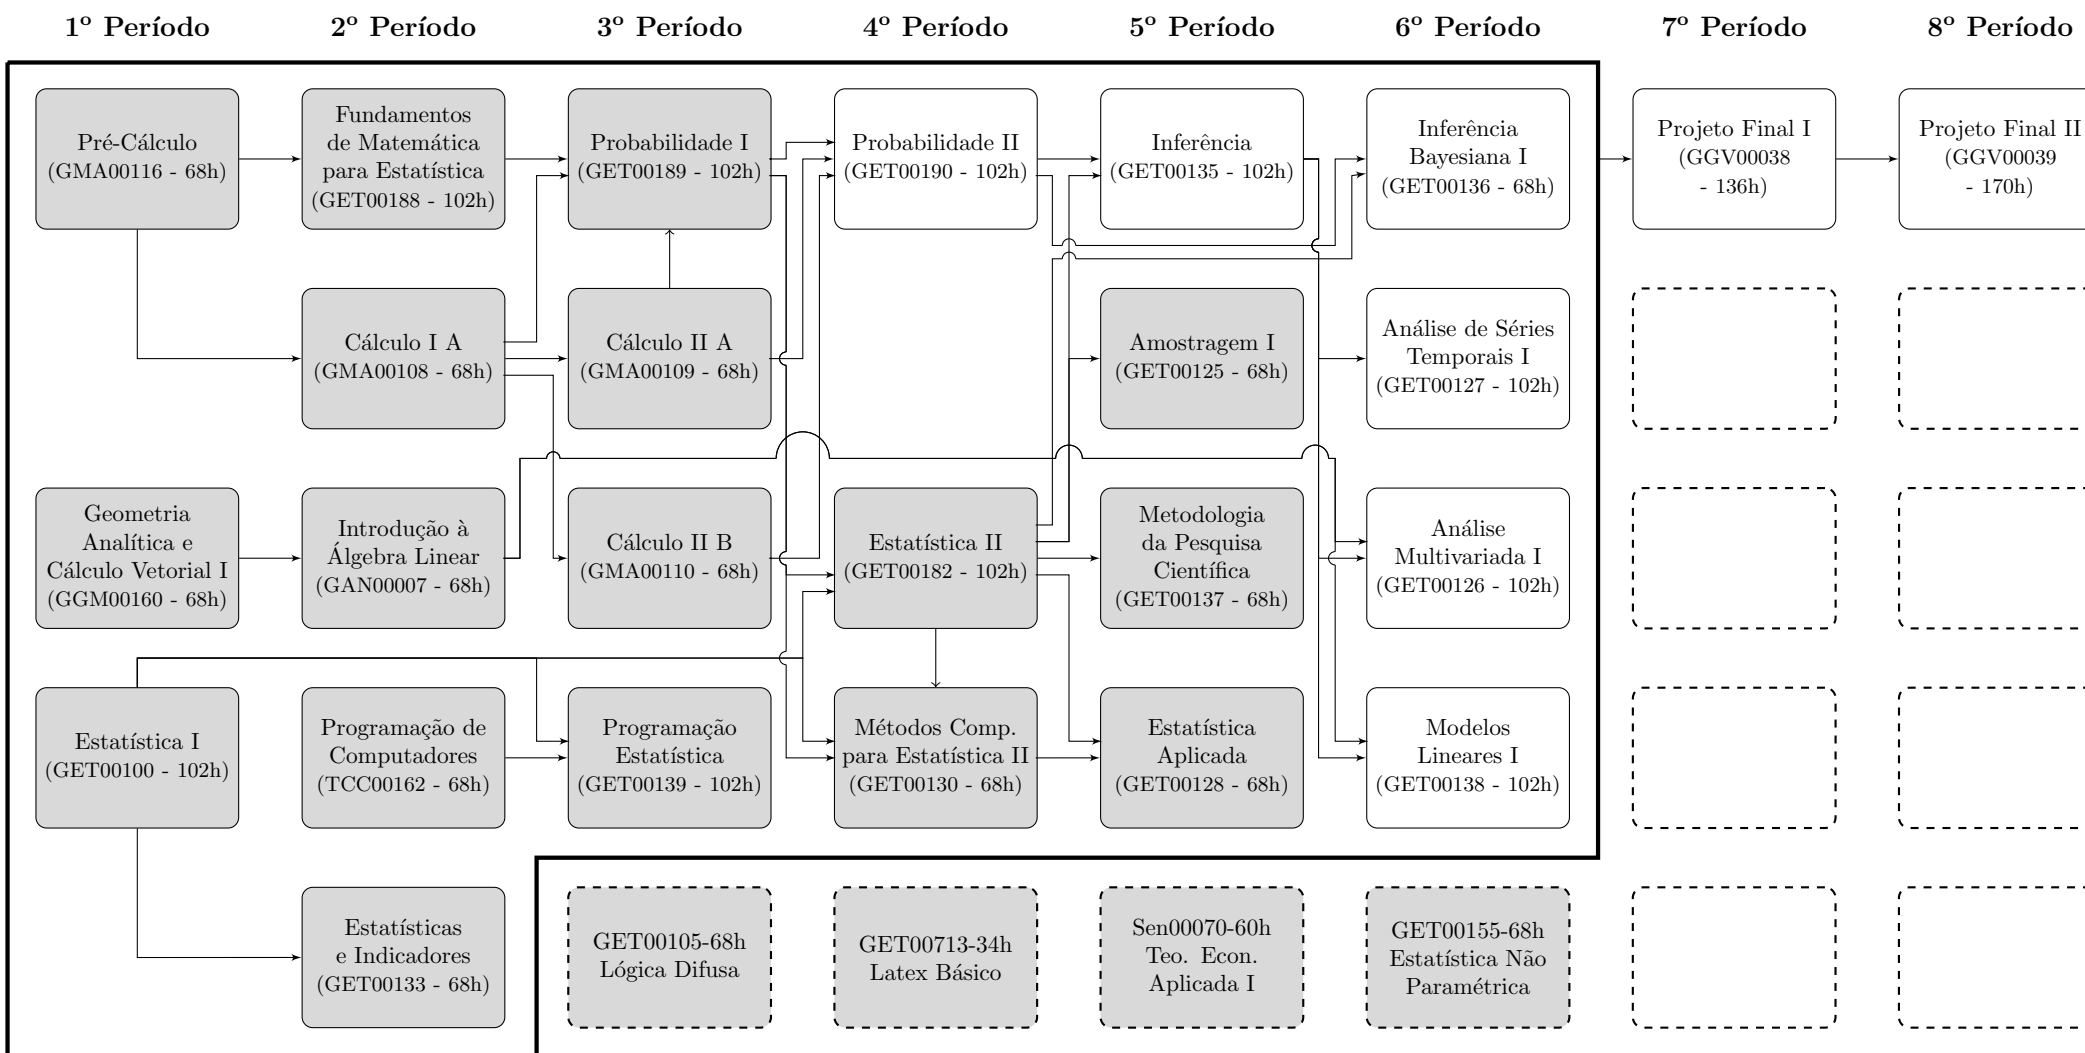 1º Período
2º Período
3º Período
4º Período
5º Período
6º Período
7º Período
8º Período
Pré-Cálculo
(GMA00116 - 68h)
Fundamentos
de Matemática
para Estatística
(GET00188 - 102h)
Probabilidade I
(GET00189 - 102h)
Probabilidade II
(GET00190 - 102h)
Inferência
(GET00135 - 102h)
Inferência
Bayesiana I
(GET00136 - 68h)
Projeto Final I
(GGV00038
- 136h)
Projeto Final II
(GGV00039
- 170h)
Cálculo I A
(GMA00108 - 68h)
Cálculo II A
(GMA00109 - 68h)
Amostragem I
(GET00125 - 68h)
Análise de Séries
Temporais I
(GET00127 - 102h)
Geometria
Analítica e
Cálculo Vetorial I
(GGM00160 - 68h)
Introdução à
Álgebra Linear
(GAN00007 - 68h)
Cálculo II B
(GMA00110 - 68h)
Estatística II
(GET00182 - 102h)
Metodologia
da Pesquisa
Científica
(GET00137 - 68h)
Análise
Multivariada I
(GET00126 - 102h)
Estatística I
(GET00100 - 102h)
Programação de
Computadores
(TCC00162 - 68h)
Programação
Estatística
(GET00139 - 102h)
Métodos Comp.
para Estatística II
(GET00130 - 68h)
Estatística
Aplicada
(GET00128 - 68h)
Modelos
Lineares I
(GET00138 - 102h)
Estatísticas
e Indicadores
(GET00133 - 68h)
GET00105-68h
Lógica Difusa
GET00713-34h
Latex Básico
Sen00070-60h
Teo. Econ.
Aplicada I
GET00155-68h
Estatística Não
Paramétrica